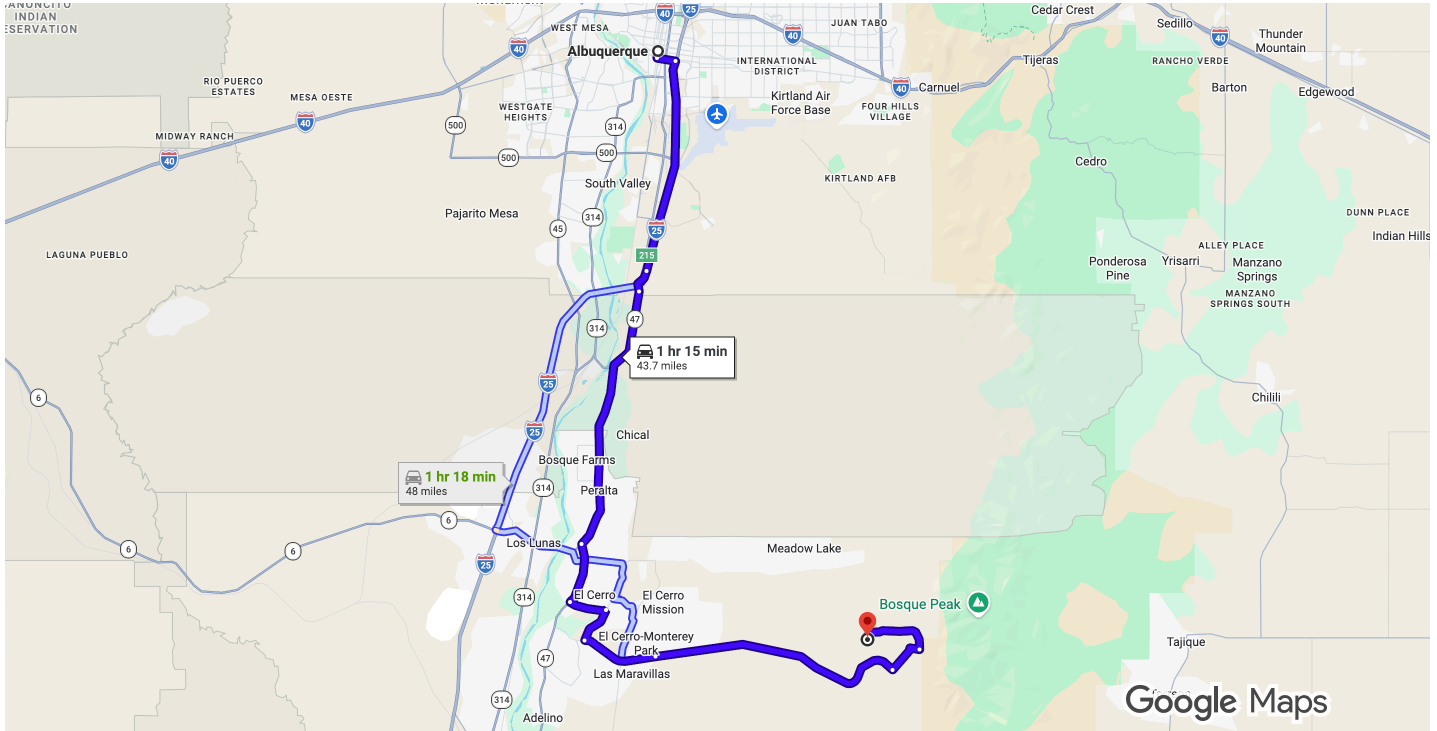 CAÑONCITO
INDIAN
RESERVATION
40
25
Cedar Crest
WEST MESA
JUAN TABO
Sedillo
40
40
40
Thunder
Mountain
Albuquerque
INTERNATIONAL
DISTRICT
Tijeras
RANCHO VERDE
RIO PUERCO
ESTATES
MESA OESTE
40
Carnuel
Barton
Edgewood
Kirtland Air
Force Base
WESTGATE
HEIGHTS
FOUR HILLS
VILLAGE
40
MIDWAY RANCH
500
314
40
500
500
Cedro
KIRTLAND AFB
South Valley
Pajarito Mesa
314
45
25
DUNN PLACE
Indian Hills
LAGUNA PUEBLO
215
ALLEY PLACE
Ponderosa
Pine
Yrisarri
Manzano
Springs
MANZANO
SPRINGS SOUTH
47
314
1 hr 15 min
43.7 miles
25
6
Chilili
25
Chical
Bosque Farms
1 hr 18 min
48 miles
314
Peralta
6
6
6
Los Lunas
Meadow Lake
25
314
El Cerro
El Cerro
Mission
Bosque Peak
El Cerro-Monterey
Park
Tajique
47
Las Maravillas
314
Adelino
Google Maps